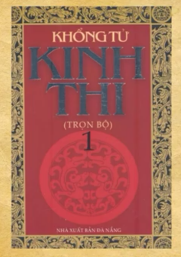 KHỔNG TỬ
KINH
THI
(TRỌN BỘ)
1
NHÀ XUẤT BẢN ĐÀ NẴNG